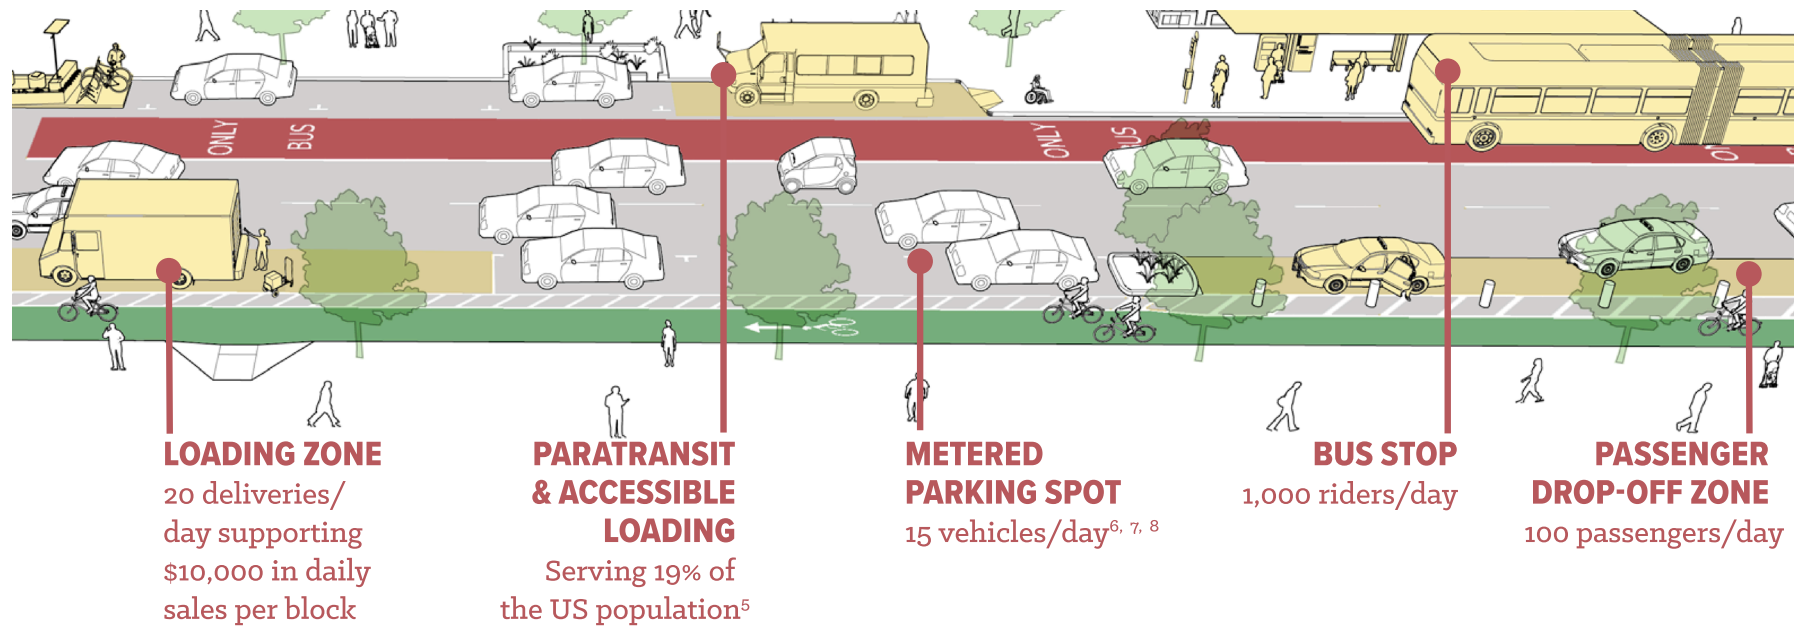 ONLY
BUS
ONLY
BUS
LOADING ZONE
20 deliveries/
day supporting
$10,000 in daily
sales per block
PARATRANSIT
& ACCESSIBLE
LOADING
Serving 19% of
the US population5
METERED
PARKING SPOT
15 vehicles/day6, 7, 8
BUS STOP
1,000 riders/day
PASSENGER
DROP-OFF ZONE
100 passengers/day